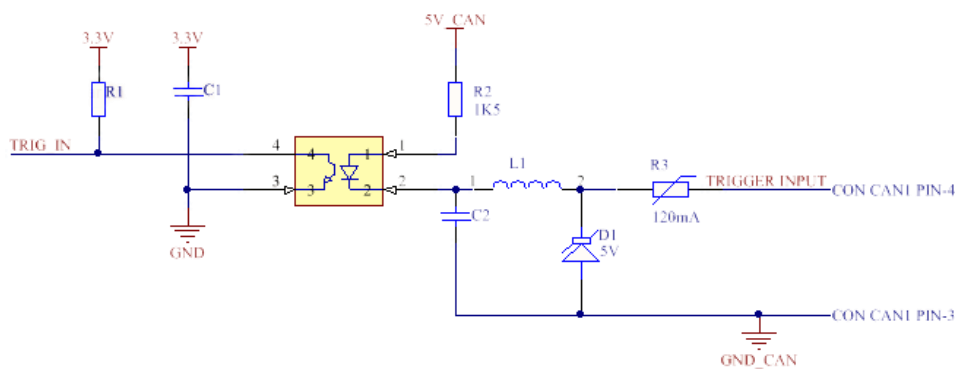 5V_CAN
3.3V
3.3V
R1
C1
R2
1K5
TRIG_IN
4
4
1
1
3
3
2
2
L1
1
2
R3
TRIGGER INPUT
CON CAN1 PIN-4
120mA
C2
D1
5V
GND
CON CAN1 PIN-3
GND_CAN